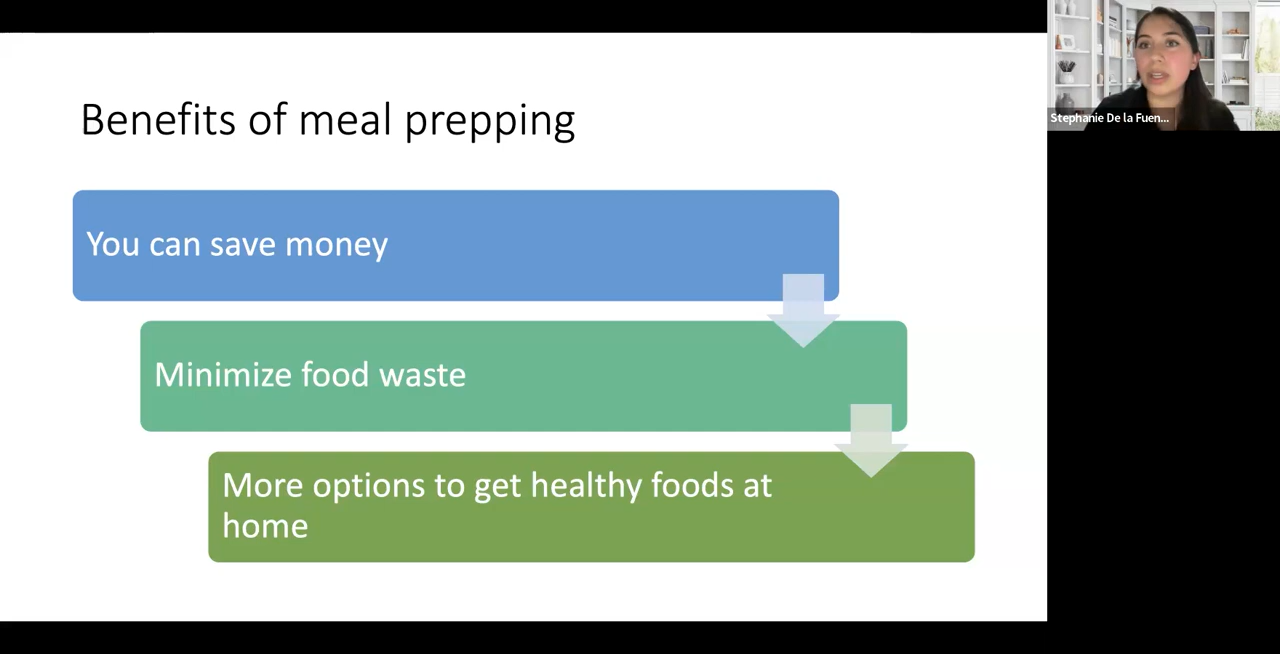 Benefits of meal prepping
You can save money
Minimize food waste
More options to get healthy foods at
home
Stephanie De la Fuen...